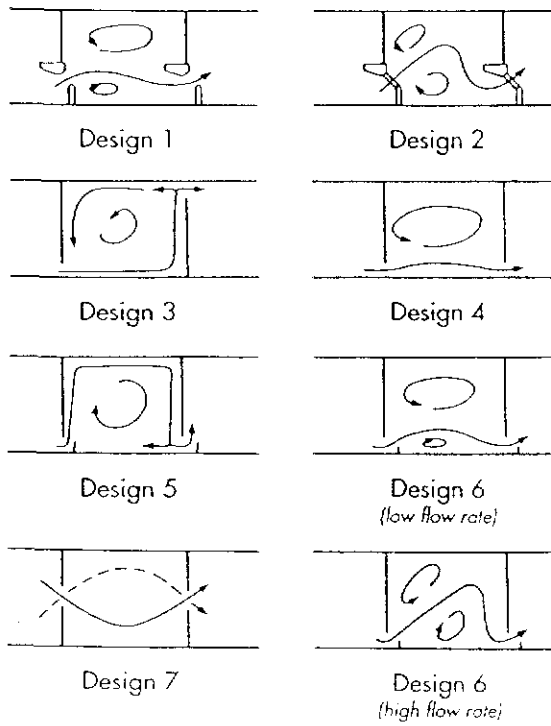 Design 1
Design 2
Design 3
Design 4
Design 5
Design 6
(low flow rate)
Design 7
Design 6
(high flow rate)